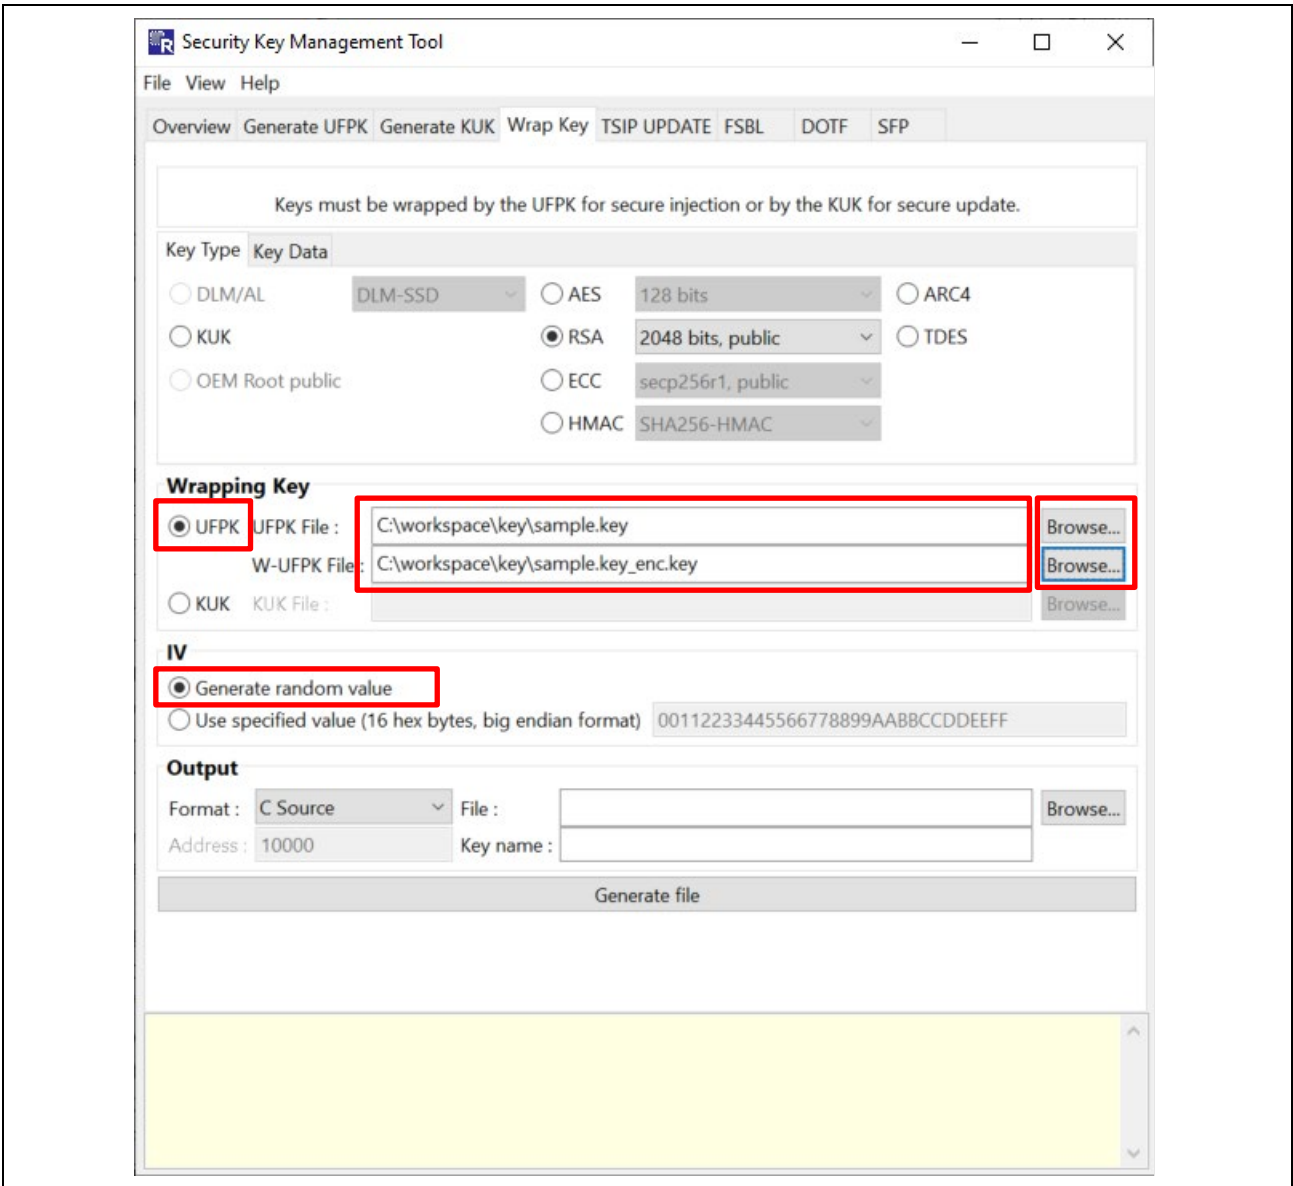 Security Key Management Tool
File View Help
Overview Generate UFPK Generate KUK Wrap Key TSIP UPDATE FSBL DOTF SFP
Keys must be wrapped by the UFPK for secure injection or by the KUK for secure update.
Key Type Key Data
DLM/AL DLM-SSD AES 128 bits ARC4
KUK RSA 2048 bits, public TDES
OEM Root public ECC secp256r1, public
HMAC SHA256-HMAC
Wrapping Key
UFPK UFPK File : C:\workspace\key\sample.key Browse...
W-UFPK File : C:\workspace\key\sample.key_enc.key Browse...
KUK KUK File : Browse...
IV
Generate random value
Use specified value (16 hex bytes, big endian format) 00112233445566778899AABBCCDDEEFF
Output
Format : C Source File : Browse...
Address : 10000 Key name :
Generate file